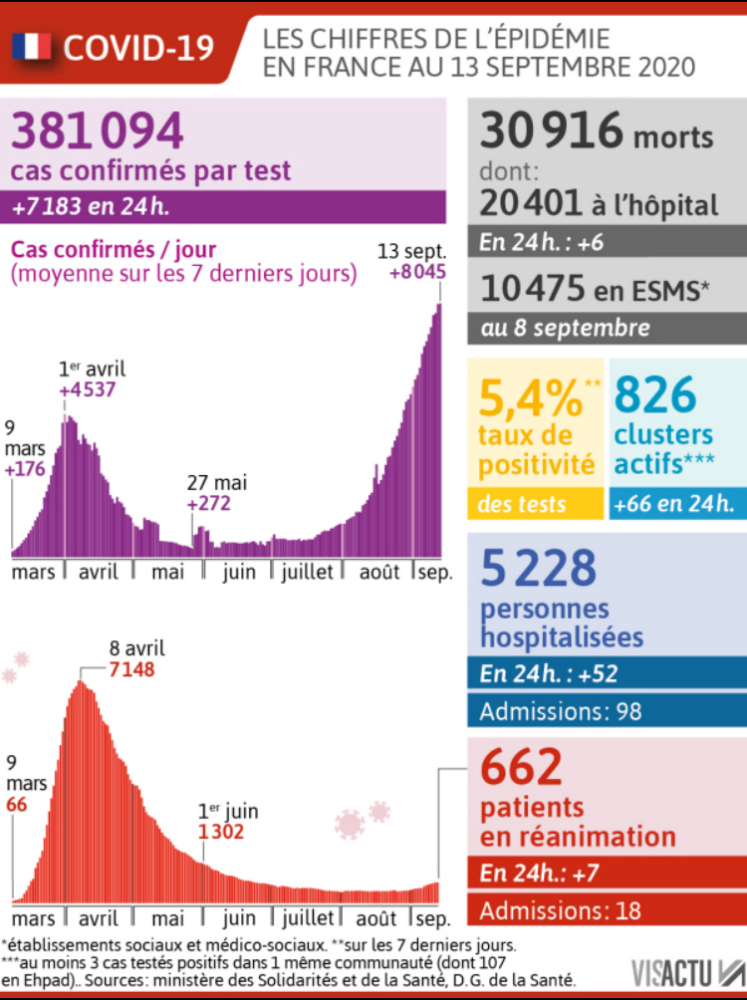 COVID-19
LES CHIFFRES DE L'ÉPIDÉMIE
EN FRANCE AU 13 SEPTEMBRE 2020
381 094
cas confirmés par test
+7 183 en 24 h.
Cas confirmés / jour
(moyenne sur les 7 derniers jours)
13 sept.
+8 045
1er avril
+4 537
9
mars
+176
27 mai
+272
mars avril mai juin juillet août sep.
30 916 morts
dont :
20 401 à l'hôpital
En 24 h. : +6
10 475 en ESMS*
au 8 septembre
5,4%**
taux de
positivité
des tests
826
clusters
actifs***
+66 en 24 h.
5 228
personnes
hospitalisées
En 24 h. : +52
Admissions : 98
8 avril
7 148
9
mars
66
1er juin
1 302
mars avril mai juin juillet août sep.
662
patients
en réanimation
En 24h.: +7
Admissions : 18
*établissements sociaux et médico-sociaux. **sur les 7 derniers jours.
***au moins 3 cas testés positifs dans 1 même communauté (dont 107
en Ehpad).. Sources : ministère des Solidarités et de la Santé, D.G. de la Santé.
VISACTU